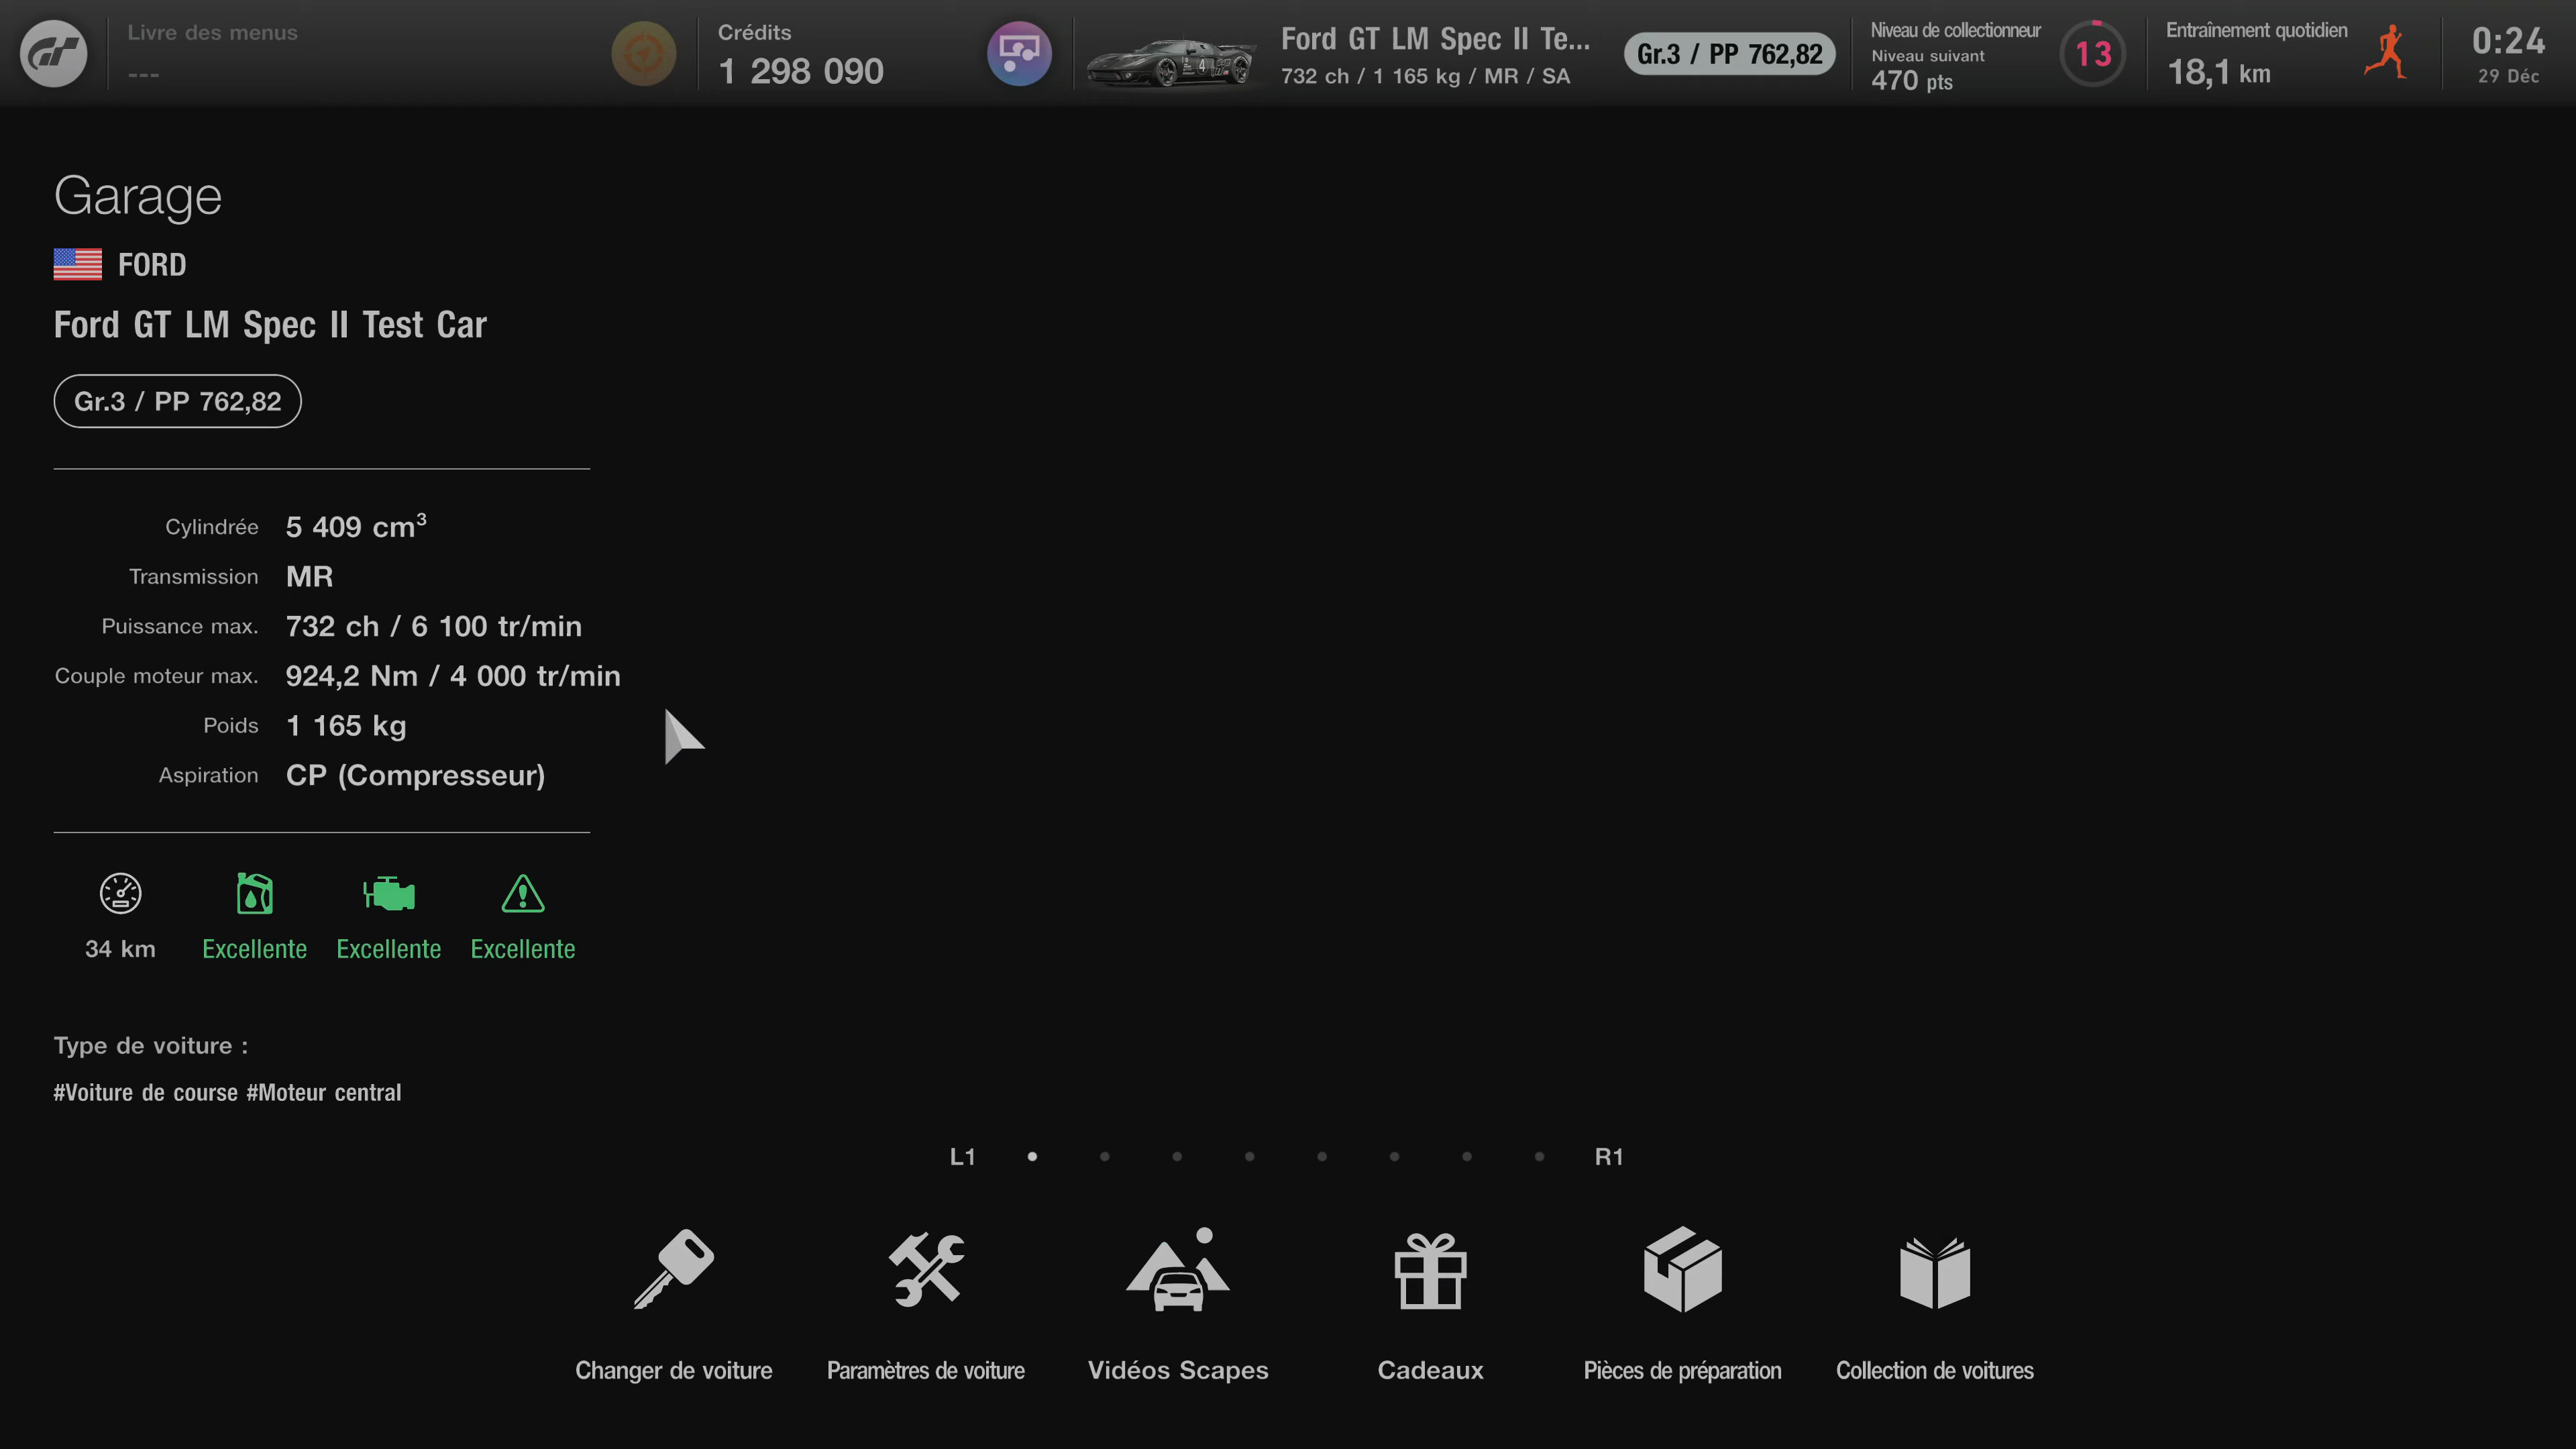 Livre des menus
---
Crédits
1 298 090
Ford GT LM Spec II Te...
732 ch / 1 165 kg / MR / SA
Gr.3 / PP 762,82
Niveau de collectionneur
Niveau suivant
470 pts
13
Entraînement quotidien
18,1 km
0:24
29 Déc
Garage
FORD
Ford GT LM Spec II Test Car
Gr.3 / PP 762,82
Cylindrée 5 409 cm³
Transmission MR
Puissance max. 732 ch / 6 100 tr/min
Couple moteur max. 924,2 Nm / 4 000 tr/min
Poids 1 165 kg
Aspiration CP (Compresseur)
34 km Excellente Excellente Excellente
Type de voiture :
#Voiture de course #Moteur central
L1 R1
Changer de voiture Paramètres de voiture Vidéos Scapes Cadeaux Pièces de préparation Collection de voitures